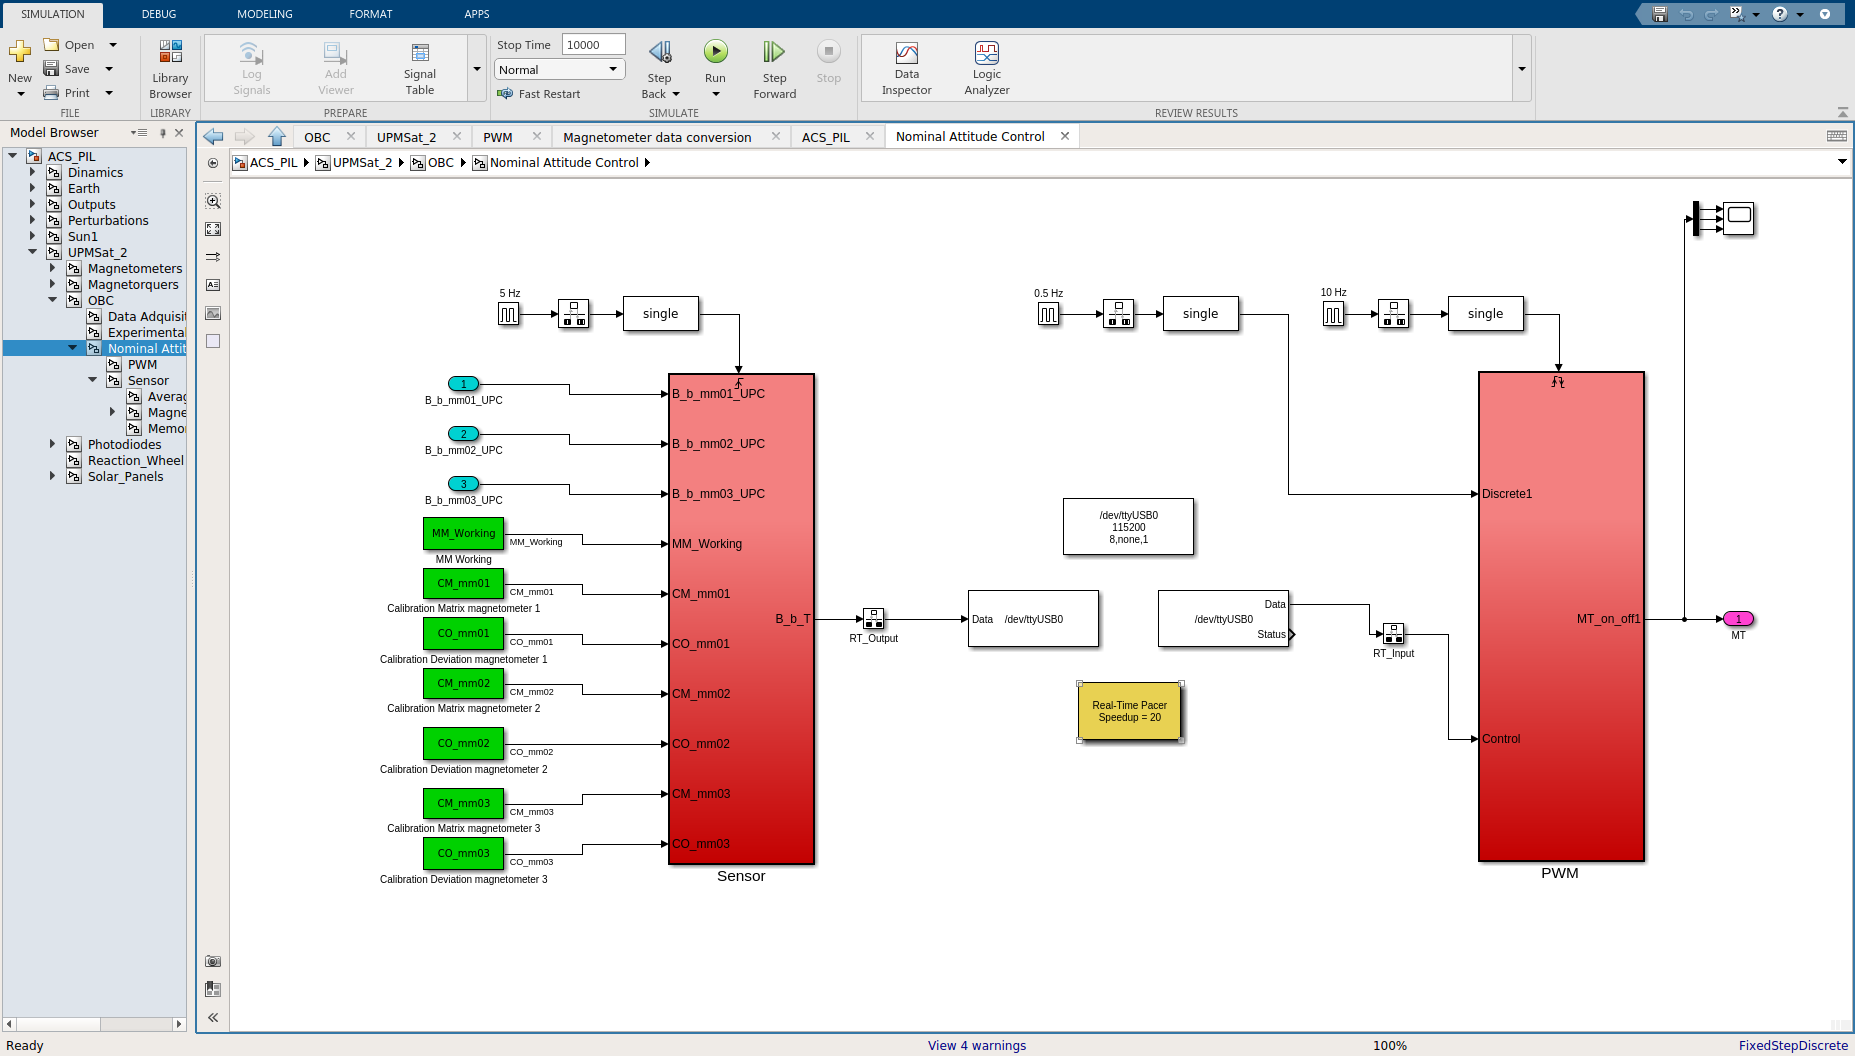 SIMULATION
DEBUG
MODELING
FORMAT
APPS
New
Open
Save
Print
FILE
Library
Browser
LIBRARY
Log
Signals
Add
Viewer
Signal
Table
PREPARE
Stop Time
10000
Normal
Fast Restart
Step
Back
Run
Step
Forward
Stop
SIMULATE
Data
Inspector
Logic
Analyzer
REVIEW RESULTS
Model Browser
OBC
UPMSat_2
PWM
Magnetometer data conversion
ACS_PIL
Nominal Attitude Control
ACS_PIL
UPMSat_2
OBC
Nominal Attitude Control
ACS_PIL
Dinamics
Earth
Outputs
Perturbations
Sun1
UPMSat_2
Magnetometers
Magnetorquers
OBC
Data Adquisit
Experimenta
Nominal Attit
PWM
Sensor
Averag
Magne
Memor
Photodiodes
Reaction_Wheel
Solar_Panels
5 Hz
single
0.5 Hz
single
10 Hz
single
1
B_b_mm01_UPC
2
B_b_mm02_UPC
3
B_b_mm03_UPC
MM_Working
MM_Working
MM Working
CM_mm01
CM_mm01
Calibration Matrix magnetometer 1
CO_mm01
CO_mm01
Calibration Deviation magnetometer 1
CM_mm02
CM_mm02
Calibration Matrix magnetometer 2
CO_mm02
CO_mm02
Calibration Deviation magnetometer 2
CM_mm03
CM_mm03
Calibration Matrix magnetometer 3
CO_mm03
CO_mm03
Calibration Deviation magnetometer 3
B_b_mm01_UPC
B_b_mm02_UPC
B_b_mm03_UPC
MM_Working
CM_mm01
CO_mm01
CM_mm02
CO_mm02
CM_mm03
CO_mm03
B_b_T
Sensor
RT_Output
Data
/dev/ttyUSB0
/dev/ttyUSB0
115200
8,none,1
/dev/ttyUSB0
Data
Status
Real-Time Pacer
Speedup = 20
RT_Input
Discrete1
Control
MT_on_off1
PWM
1
MT
Ready
View 4 warnings
100%
FixedStepDiscrete